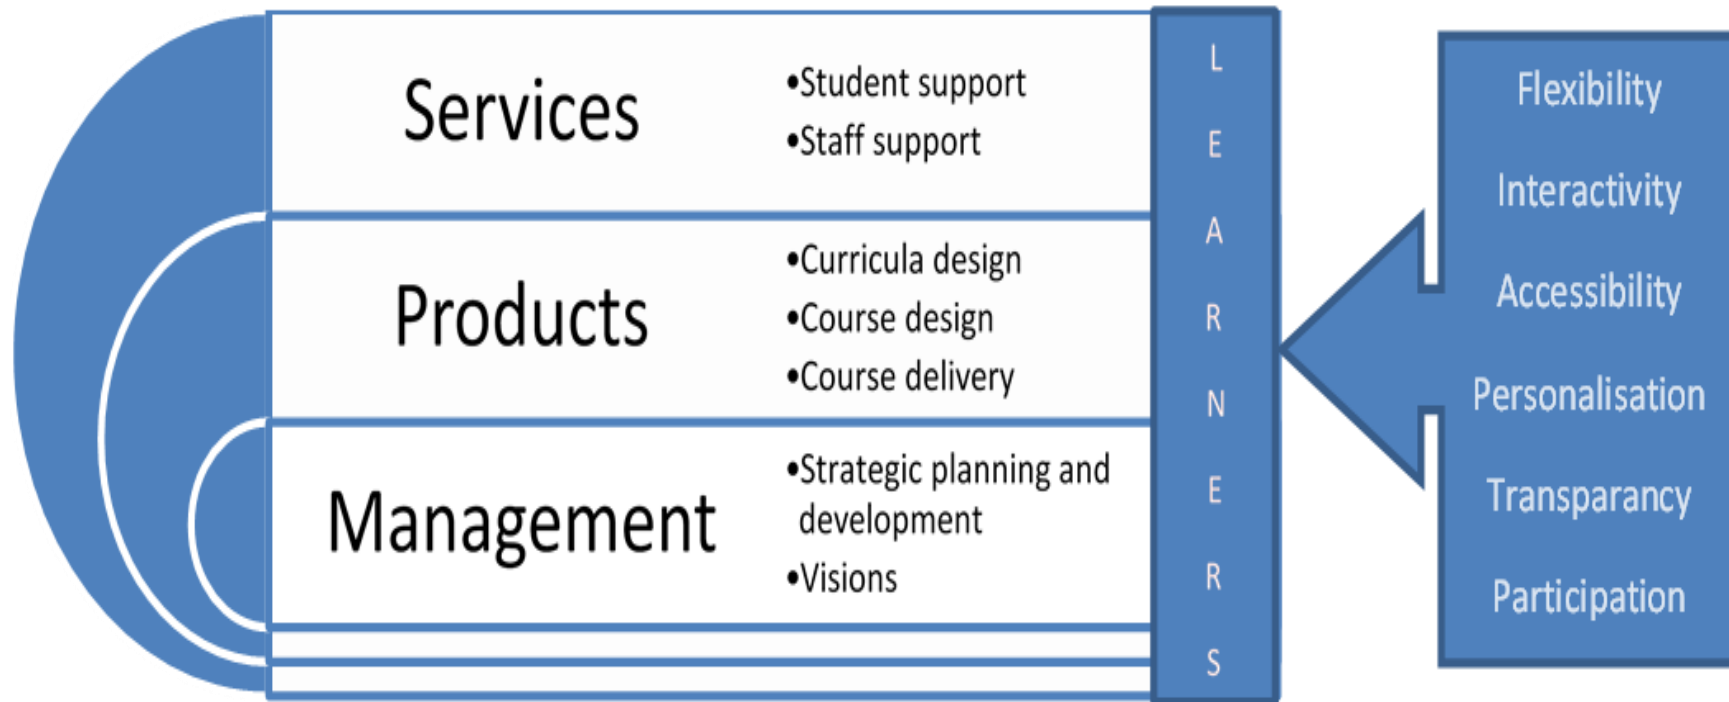 Services
•Student support
•Staff support
Products
•Curricula design
•Course design
•Course delivery
Management
•Strategic planning and
development
•Visions
L
E
A
R
N
E
R
S
Flexibility
Interactivity
Accessibility
Personalisation
Transparancy
Participation